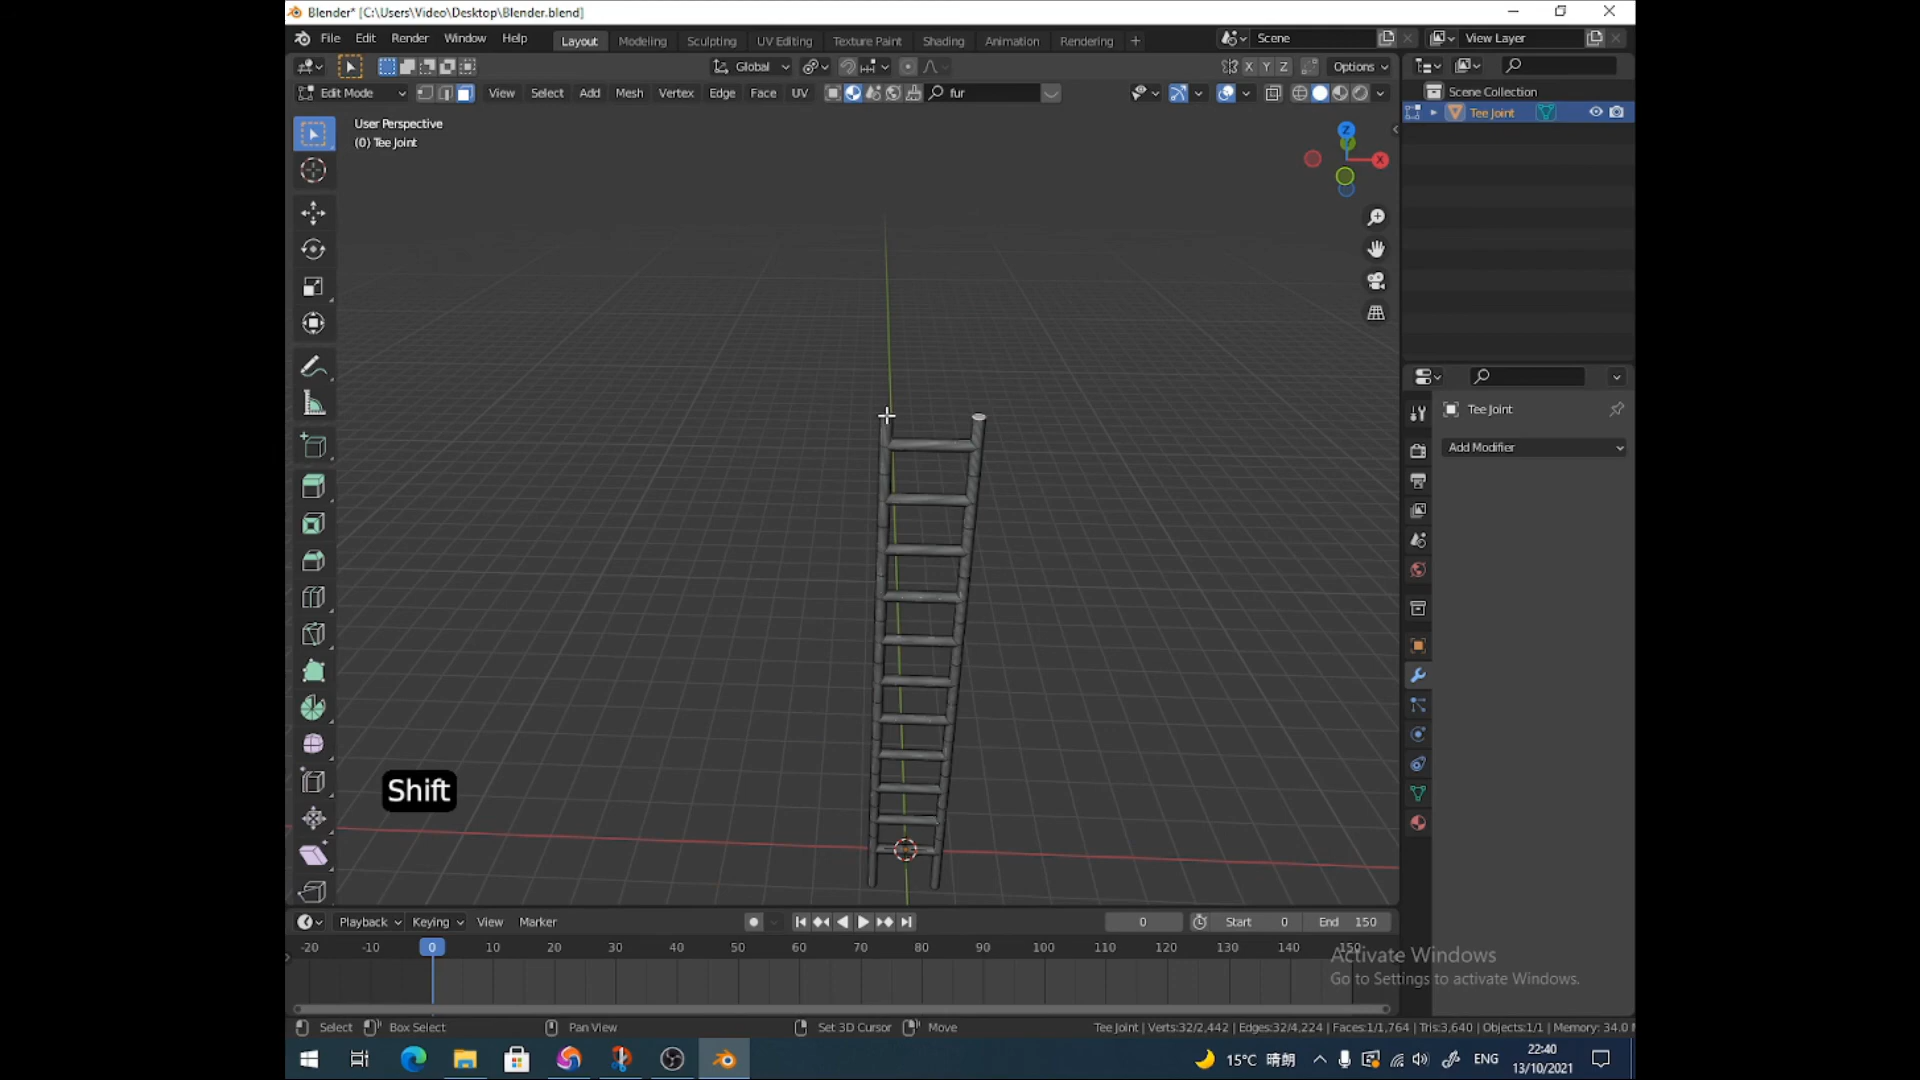 Blender* [C:\Users\Video\Desktop\Blender.blend]
File Edit Render Window Help Layout Modeling Sculpting UV Editing Texture Paint Shading Animation Rendering + Scene View Layer
Global X Y Z Options
Edit Mode View Select Add Mesh Vertex Edge Face UV fur
Scene Collection
Tee Joint
User Perspective
(0) Tee Joint
Z
Y
X
Tee Joint
Add Modifier
Shift
Playback Keying View Marker 0 Start 0 End 150
-20 -10 0 10 20 30 40 50 60 70 80 90 100 110 120 130 140 150
Activate Windows
Go to Settings to activate Windows.
Select Box Select Pan View Set 3D Cursor Move Tee Joint | Verts:32/2,442 | Edges:32/4,224 | Faces:1/1,764 | Tris:3,640 | Objects:1/1 | Memory: 34.0
15°C 晴朗 ENG 22:40
13/10/2021